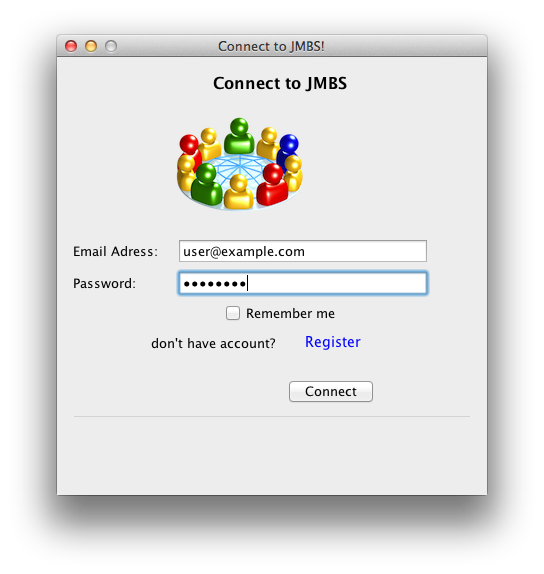 Connect to JMBS!
Connect to JMBS
Email Adress: user@example.com
Password: ••••••••
Remember me
don't have account? Register
Connect